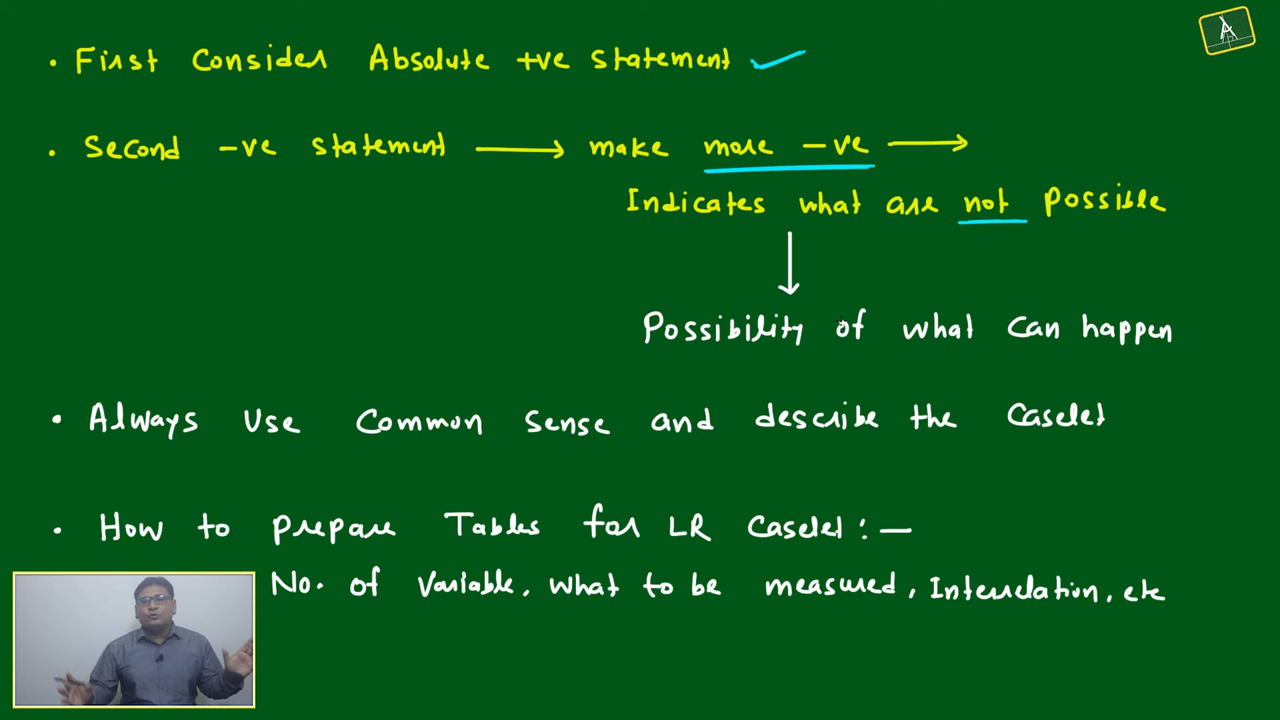 • First Consider Absolute +ve statement
• Second -ve statement → make more -ve →
Indicates what are not possible
Possibility of what can happen
• Always Use Common Sense and describe the Caselet
• How to prepare Tables for LR Caselet : —
No. of Variable, What to be measured, Interrelation, etc